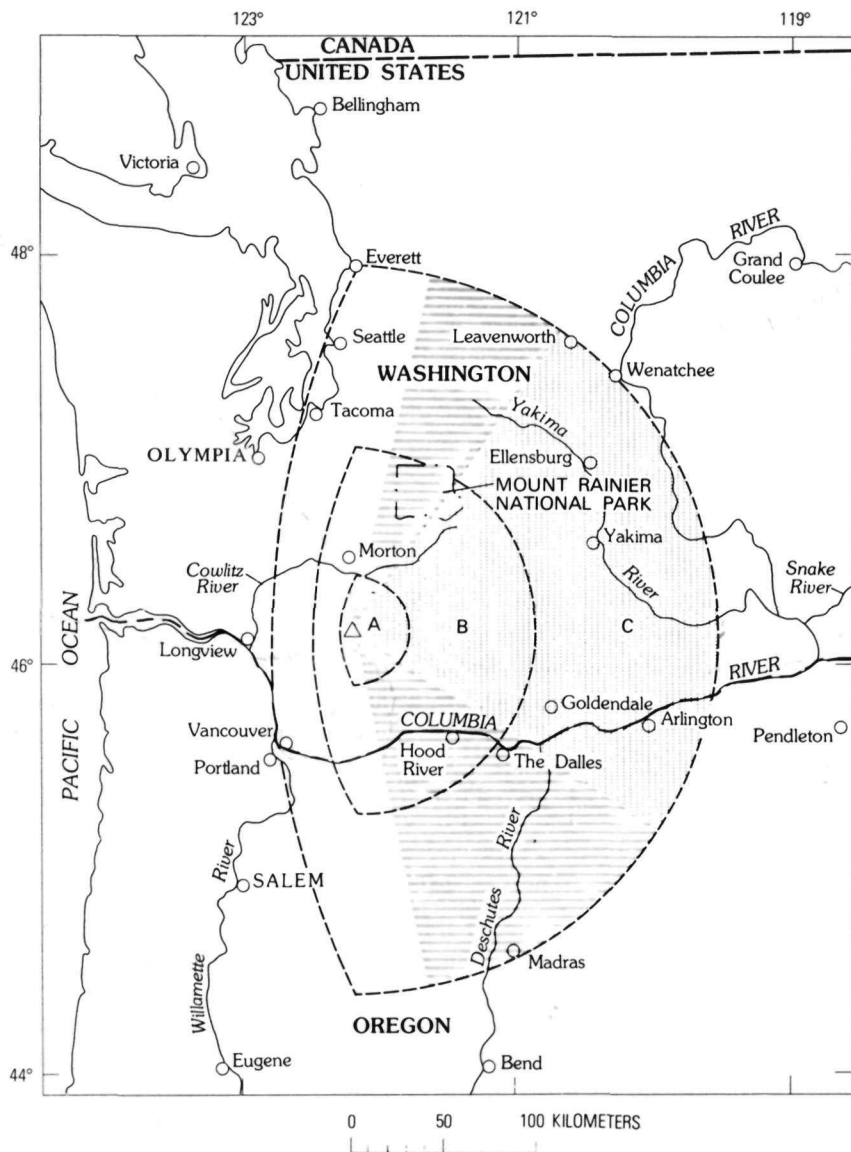 123°
121°
119°
CANADA
UNITED STATES
Bellingham
Victoria
48°
Everett
COLUMBIA
RIVER
Grand
Coulee
Seattle
Leavenworth
WASHINGTON
Wenatchee
Tacoma
Yakima
OLYMPIA
Ellensburg
MOUNT RAINIER
NATIONAL PARK
Morton
Yakima
Cowlitz
River
River
Snake
River
A
B
C
PACIFIC OCEAN
46°
Longview
RIVER
Goldendale
COLUMBIA
Arlington
Vancouver
Hood
River
The Dalles
Pendleton
Portland
River
Deschutes
SALEM
Willamette
River
Madras
OREGON
Eugene
Bend
44°
0 50 100 KILOMETERS